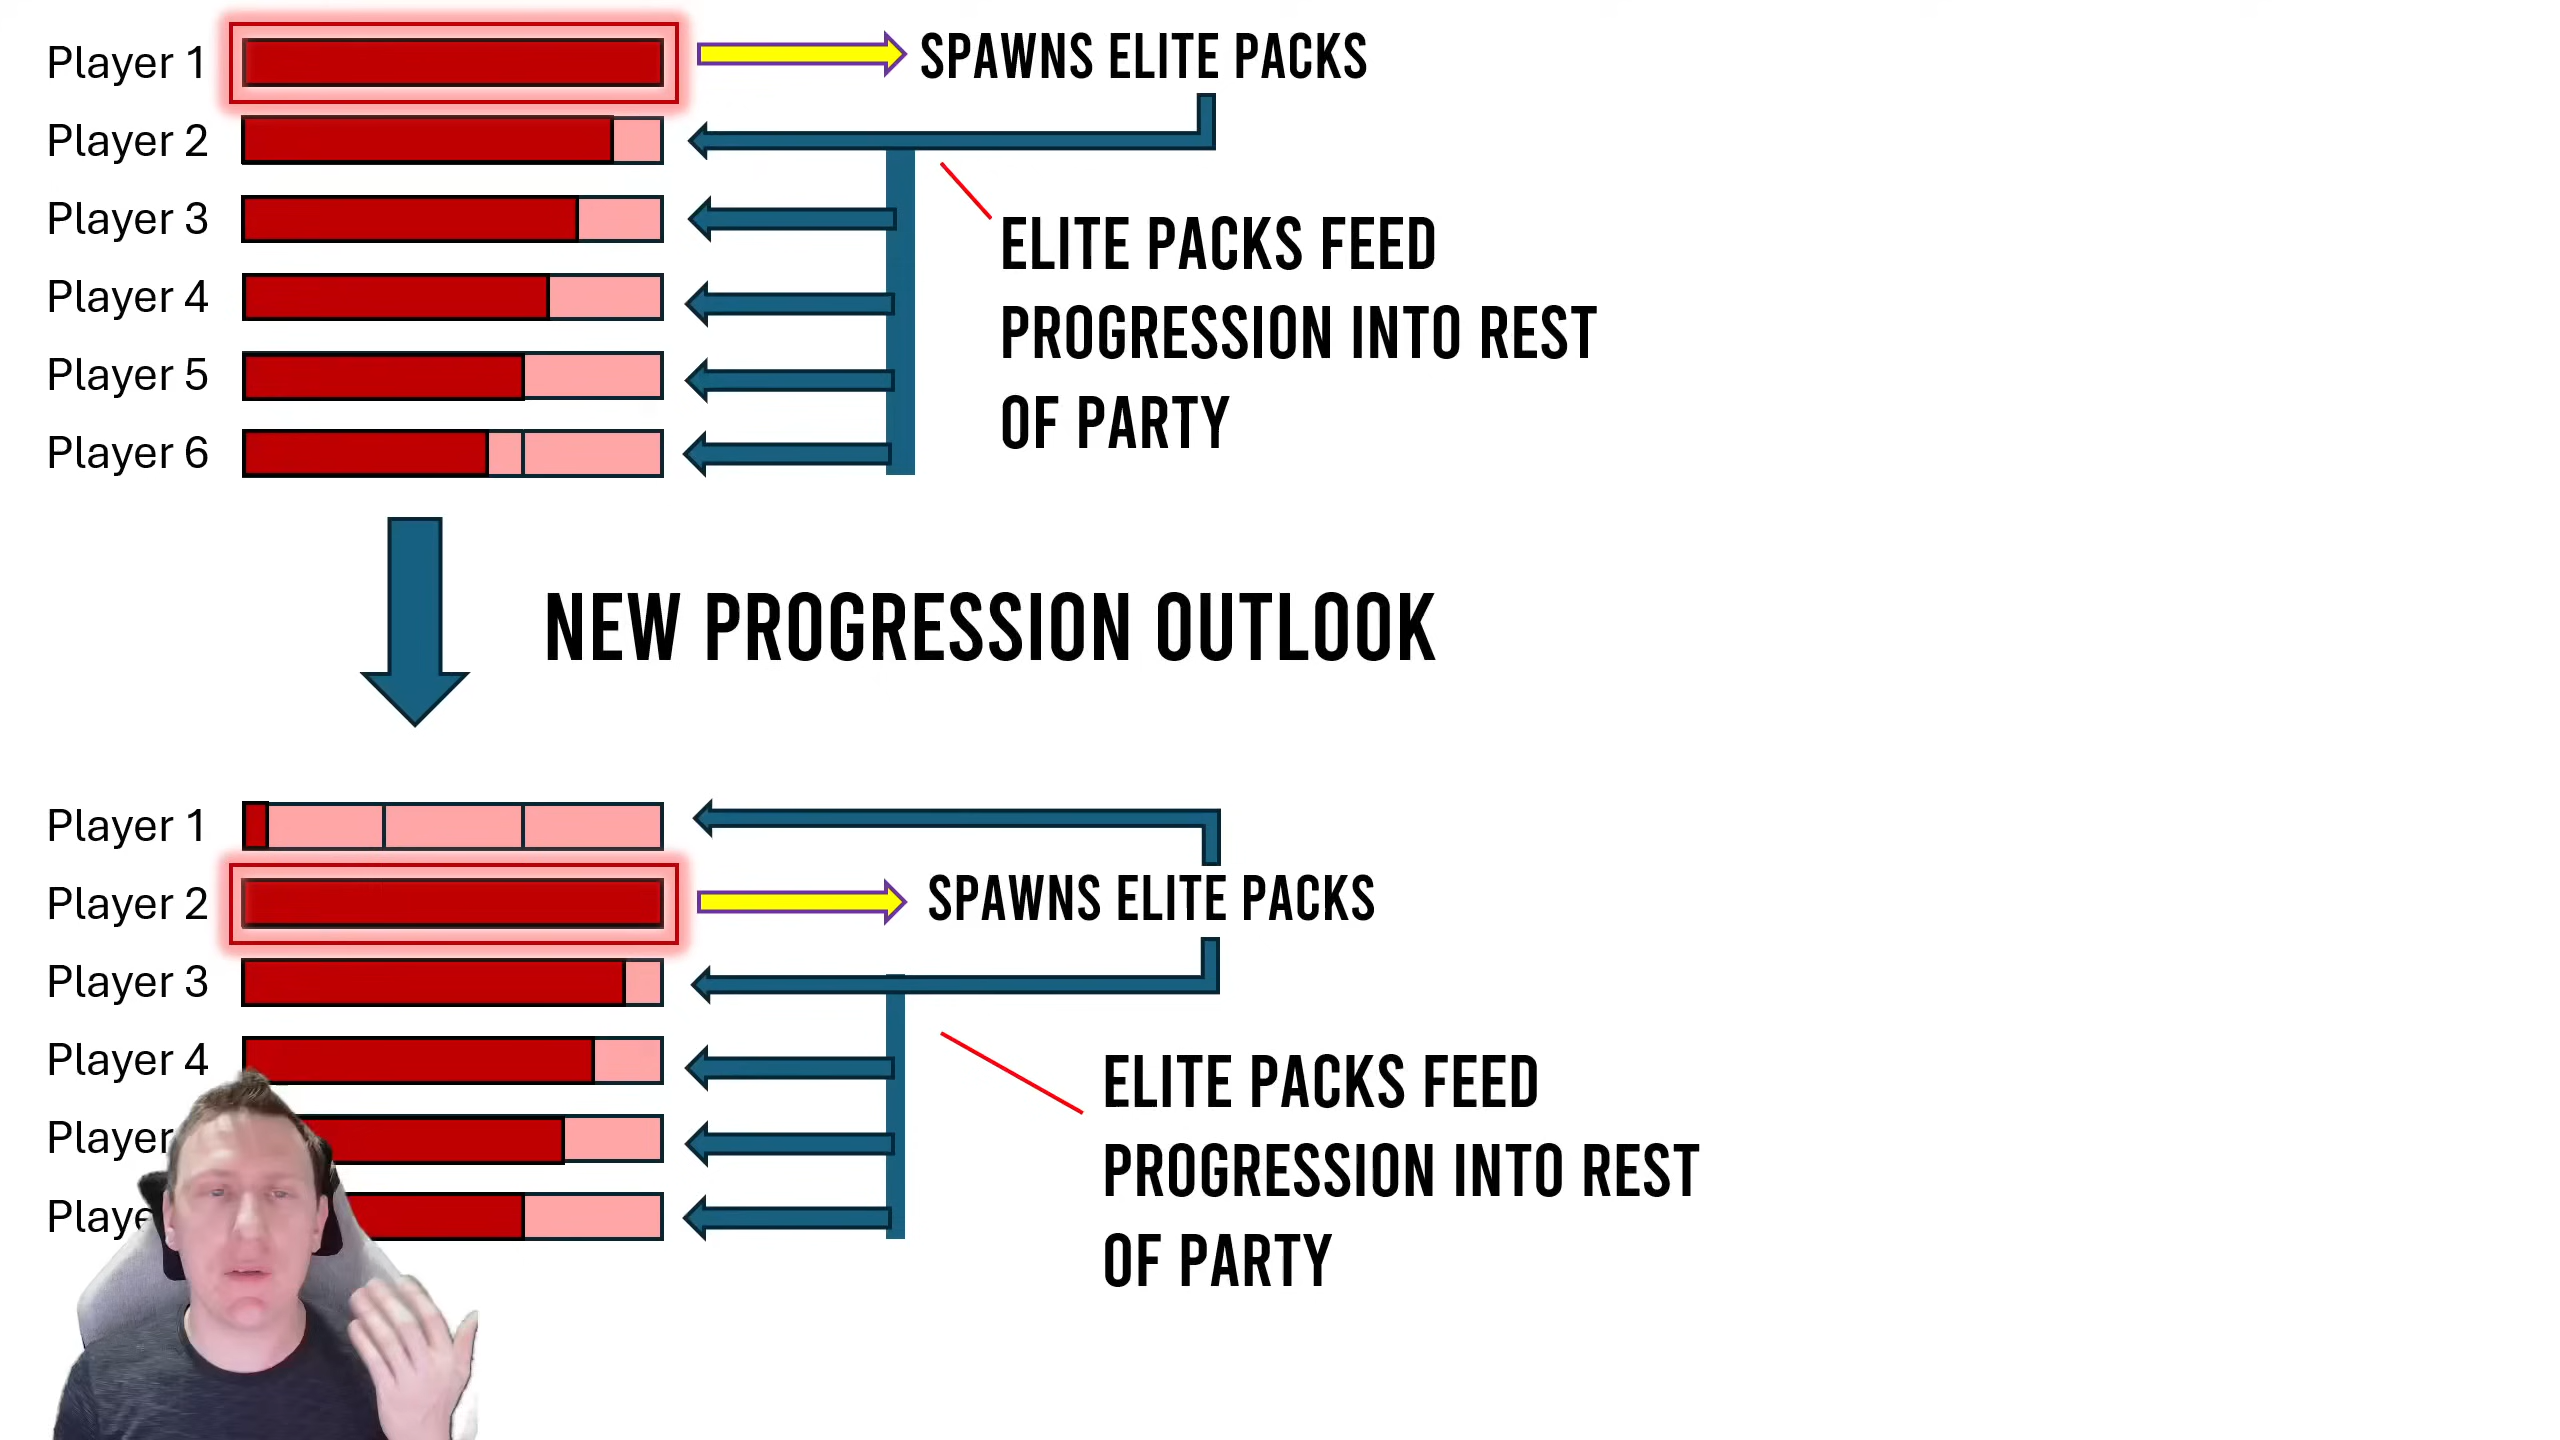 Player 1
SPAWNS ELITE PACKS
Player 2
Player 3
ELITE PACKS FEED
PROGRESSION INTO REST
OF PARTY
Player 4
Player 5
Player 6
NEW PROGRESSION OUTLOOK
Player 1
Player 2
SPAWNS ELITE PACKS
Player 3
Player 4
ELITE PACKS FEED
PROGRESSION INTO REST
OF PARTY
Player
Playe